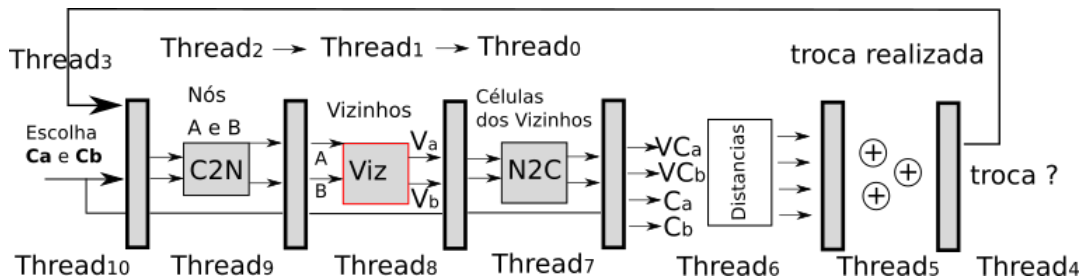 Thread3
Thread2
Thread1
Thread0
troca realizada
Nós
A e B
Vizinhos
Células
dos Vizinhos
Escolha
Ca e Cb
C2N
A
B
Viz
Va
Vb
N2C
VCa
VCb
Ca
Cb
Distancias
troca ?
Thread10
Thread9
Thread8
Thread7
Thread6
Thread5
Thread4